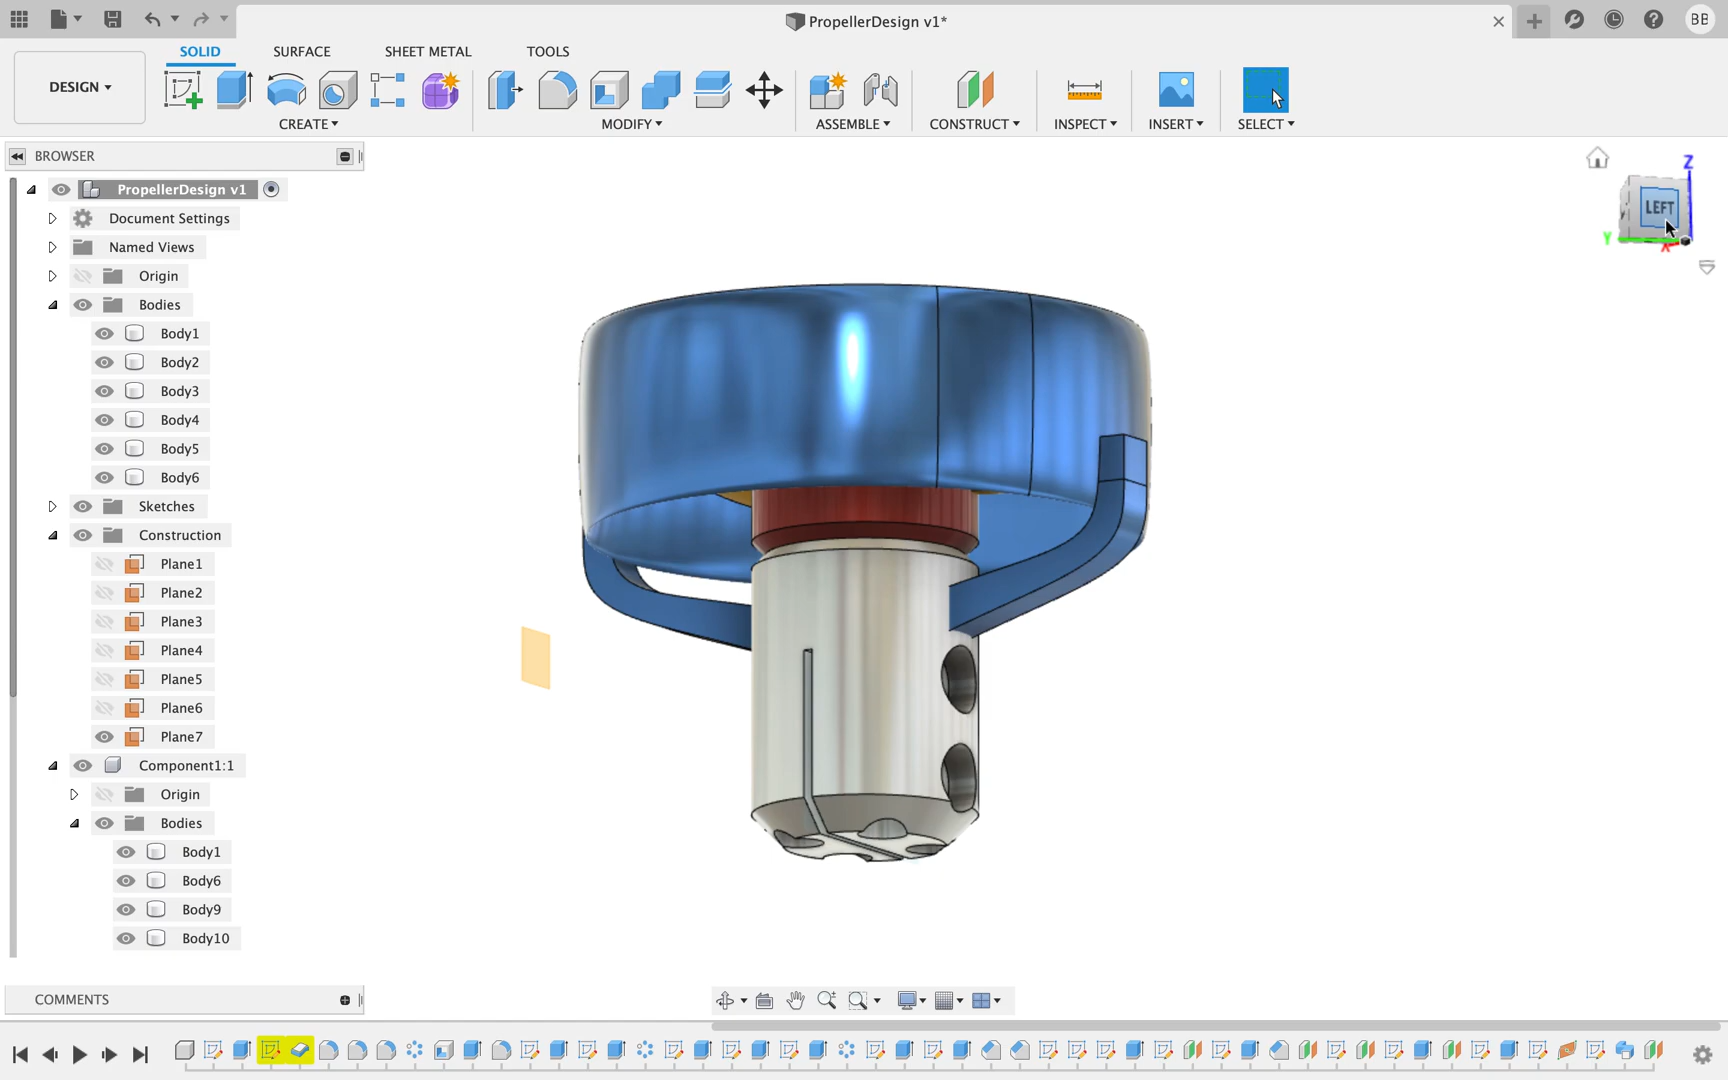 PropellerDesign v1*
BB
DESIGN
SOLID
SURFACE
SHEET METAL
TOOLS
CREATE
MODIFY
ASSEMBLE
CONSTRUCT
INSPECT
INSERT
SELECT
BROWSER
PropellerDesign v1
Document Settings
Named Views
Origin
Bodies
Body1
Body2
Body3
Body4
Body5
Body6
Sketches
Construction
Plane1
Plane2
Plane3
Plane4
Plane5
Plane6
Plane7
Component1:1
Origin
Bodies
Body1
Body6
Body9
Body10
Z
LEFT
Y
X
COMMENTS